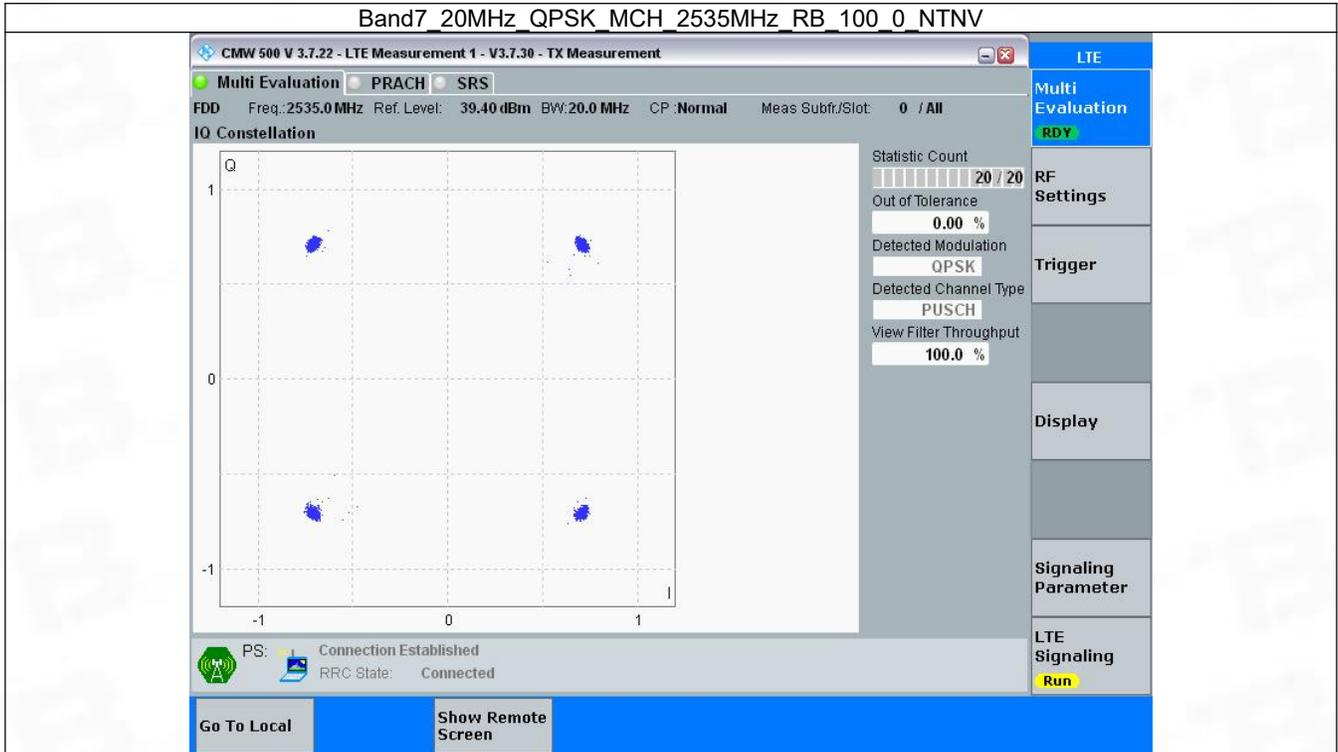 Band7_20MHz_QPSK_MCH_2535MHz_RB_100_0_NTNV
CMW 500 V 3.7.22 - LTE Measurement 1 - V3.7.30 - TX Measurement
LTE
Multi Evaluation PRACH SRS
FDD Freq.:2535.0 MHz Ref. Level: 39.40 dBm BW:20.0 MHz CP :Normal Meas Subfr./Slot: 0 / All
IQ Constellation
Q
1
0
-1
I
-1 0 1
Statistic Count
20 / 20
Out of Tolerance
0.00 %
Detected Modulation
QPSK
Detected Channel Type
PUSCH
View Filter Throughput
100.0 %
Multi
Evaluation
RDY
RF
Settings
Trigger
Display
Signaling
Parameter
LTE
Signaling
Run
PS: Connection Established
RRC State: Connected
Go To Local
Show Remote
Screen